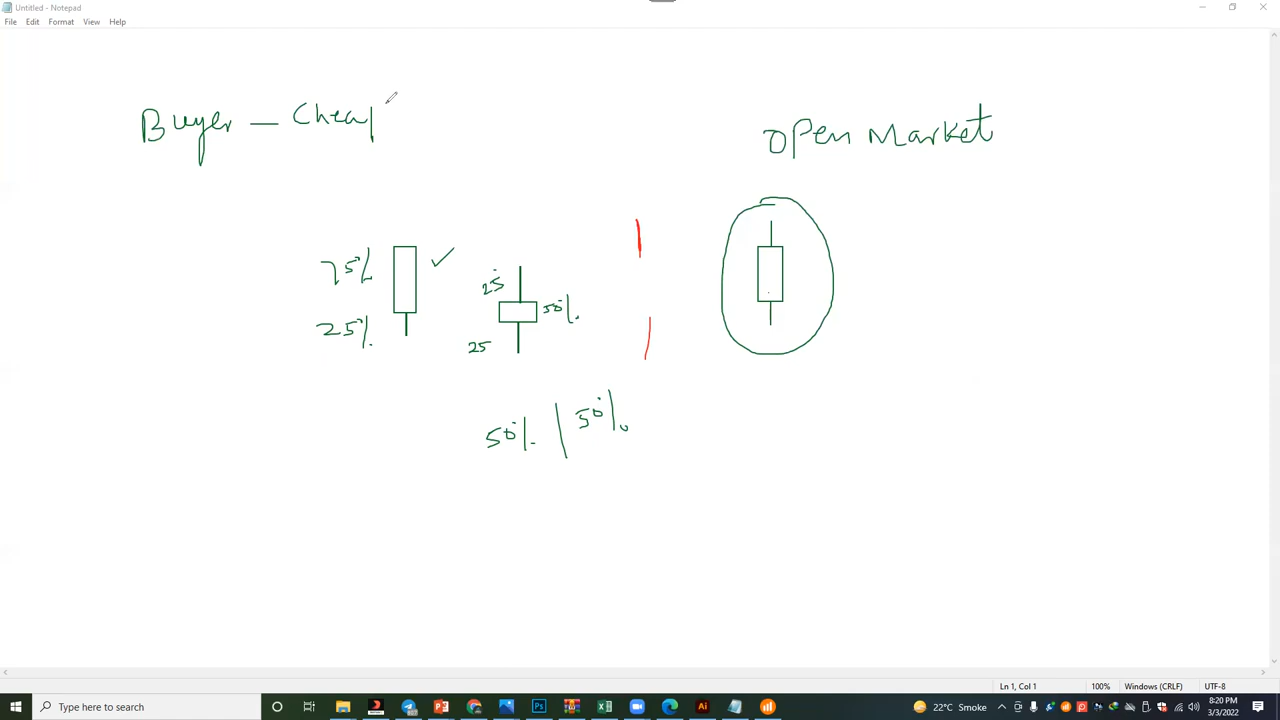 Untitled - Notepad
File Edit Format View Help
Buyer — Cheap
Open Market
75%
25%
25
50%
25
50% | 50%
Ln 1, Col 1 100% Windows (CRLF) UTF-8
Type here to search
22°C Smoke
8:20 PM
3/3/2022